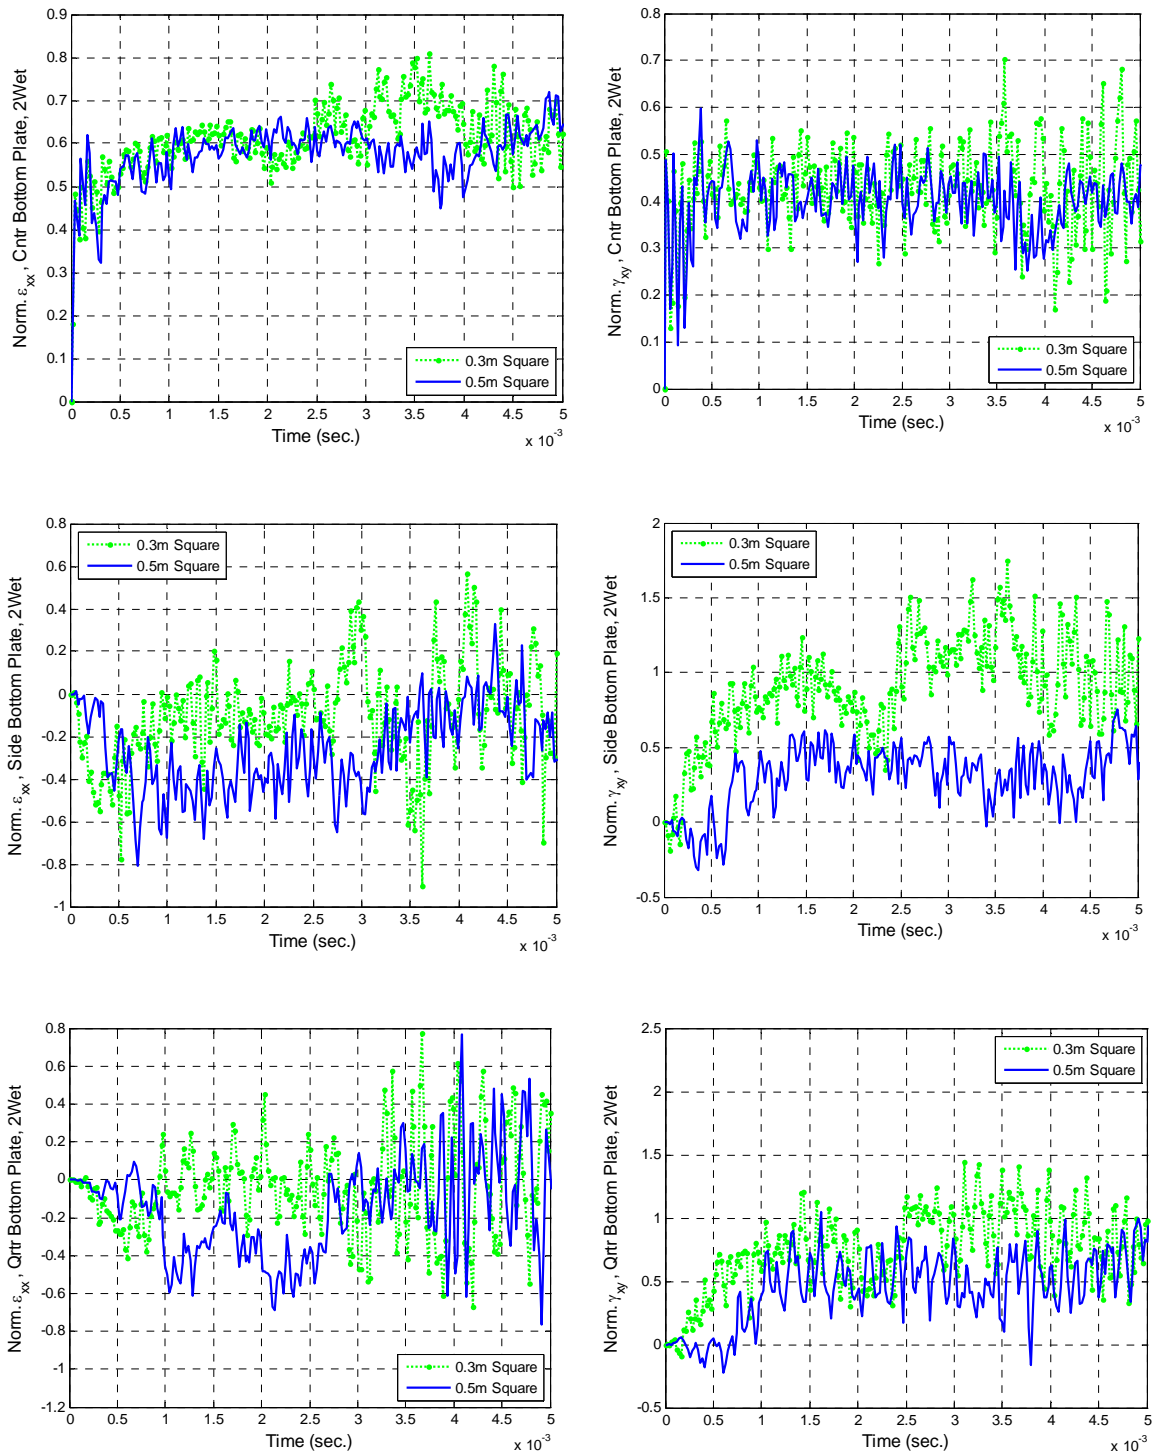 0.9
0.8
0.7
0.6
0.5
0.4
0.3
0.2
0.1
0
0 0.5 1 1.5 2 2.5 3 3.5 4 4.5 5
Time (sec.)
x 10-3
Norm. εxx, Cntr Bottom Plate, 2Wet
0.3m Square
0.5m Square
0.8
0.7
0.6
0.5
0.4
0.3
0.2
0.1
0
0 0.5 1 1.5 2 2.5 3 3.5 4 4.5 5
Time (sec.)
x 10-3
Norm. γxy, Cntr Bottom Plate, 2Wet
0.3m Square
0.5m Square
0.8
0.6
0.4
0.2
0
-0.2
-0.4
-0.6
-0.8
-1
0 0.5 1 1.5 2 2.5 3 3.5 4 4.5 5
Time (sec.)
x 10-3
Norm. εxx, Side Bottom Plate, 2Wet
0.3m Square
0.5m Square
2
1.5
1
0.5
0
-0.5
0 0.5 1 1.5 2 2.5 3 3.5 4 4.5 5
Time (sec.)
x 10-3
Norm. γxy, Side Bottom Plate, 2Wet
0.3m Square
0.5m Square
0.8
0.6
0.4
0.2
0
-0.2
-0.4
-0.6
-0.8
-1
-1.2
0 0.5 1 1.5 2 2.5 3 3.5 4 4.5 5
Time (sec.)
x 10-3
Norm. εxx, Qrtr Bottom Plate, 2Wet
0.3m Square
0.5m Square
2.5
2
1.5
1
0.5
0
-0.5
0 0.5 1 1.5 2 2.5 3 3.5 4 4.5 5
Time (sec.)
x 10-3
Norm. γxy, Qrtr Bottom Plate, 2Wet
0.3m Square
0.5m Square